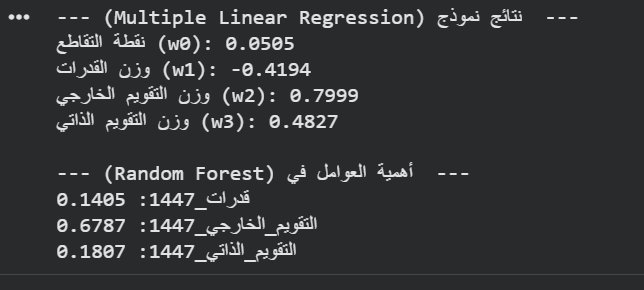 --- نتائج نموذج (Multiple Linear Regression) ---
نقطة التقاطع (w0): 0.0505
وزن القدرات (w1): -0.4194
وزن التقويم الخارجي (w2): 0.7999
وزن التقويم الذاتي (w3): 0.4827
--- أهمية العوامل في (Random Forest) ---
قدرات_1447: 0.1405
التقويم_الخارجي_1447: 0.6787
التقويم_الذاتي_1447: 0.1807